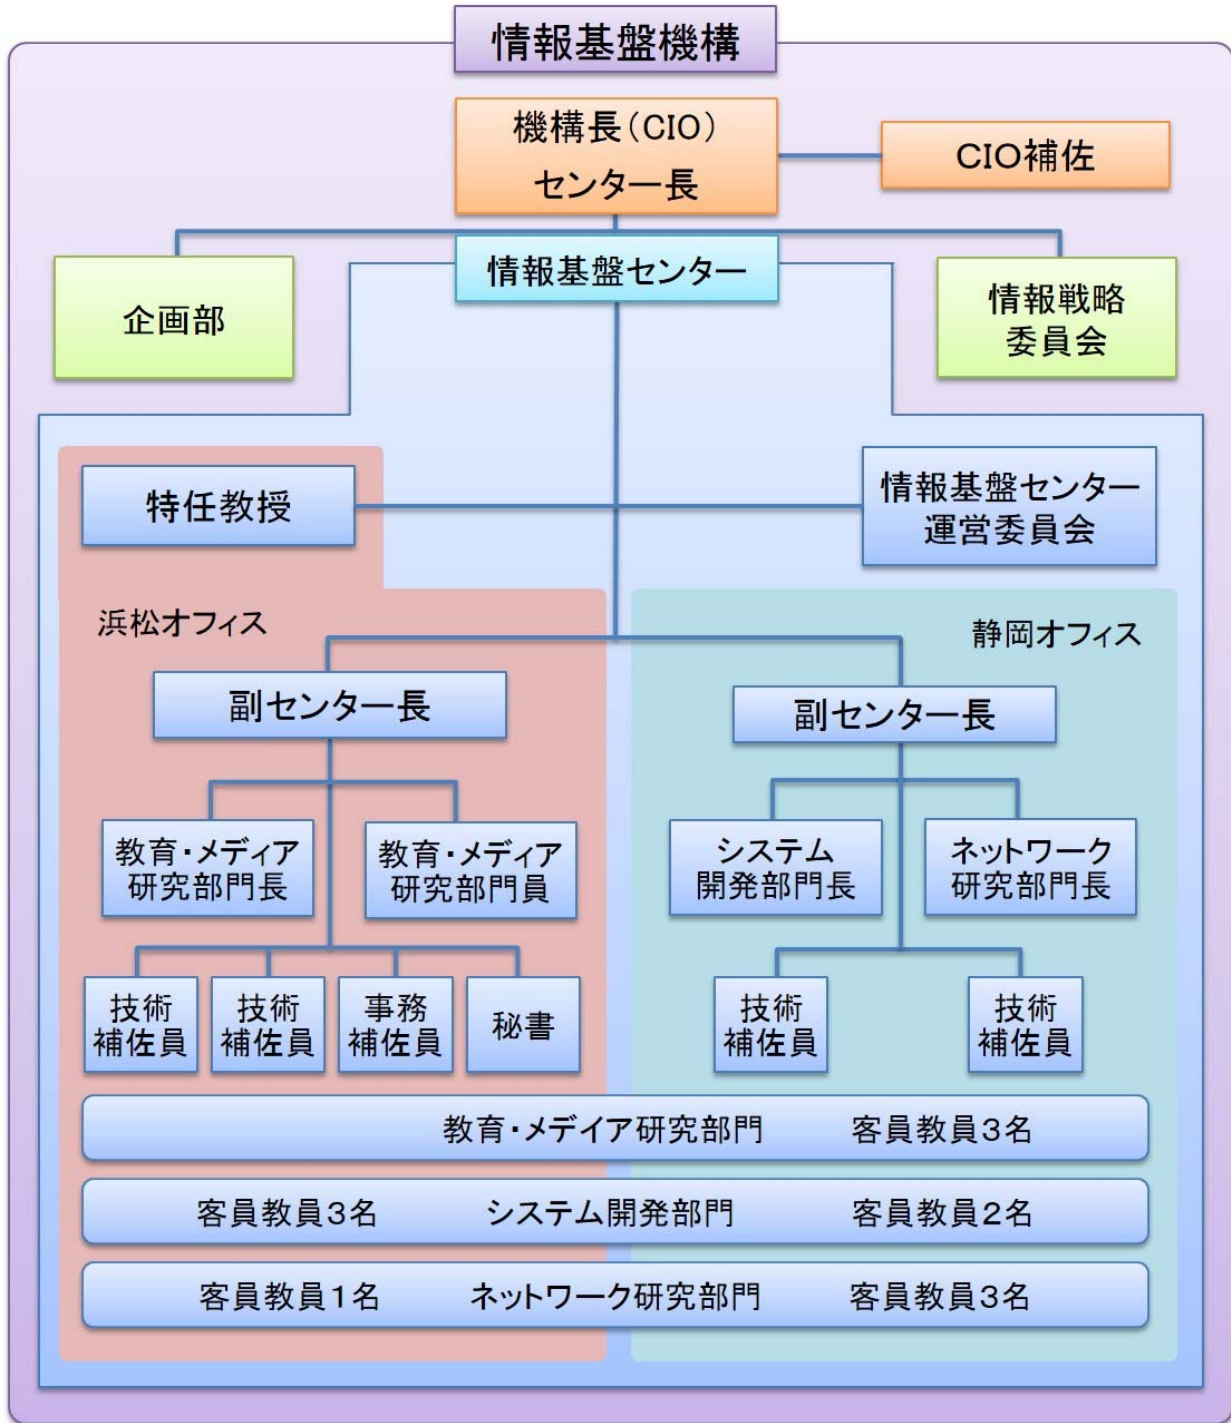 情報基盤機構
機構長(CIO)
センター長
CIO補佐
情報基盤センター
企画部
情報戦略
委員会
特任教授
情報基盤センター
運営委員会
浜松オフィス
静岡オフィス
副センター長
副センター長
教育・メディア
研究部門長
教育・メディア
研究部門員
システム
開発部門長
ネットワーク
研究部門長
技術
補佐員
技術
補佐員
事務
補佐員
秘書
技術
補佐員
技術
補佐員
教育・メデイア研究部門 客員教員3名
客員教員3名 システム開発部門 客員教員2名
客員教員1名 ネットワーク研究部門 客員教員3名